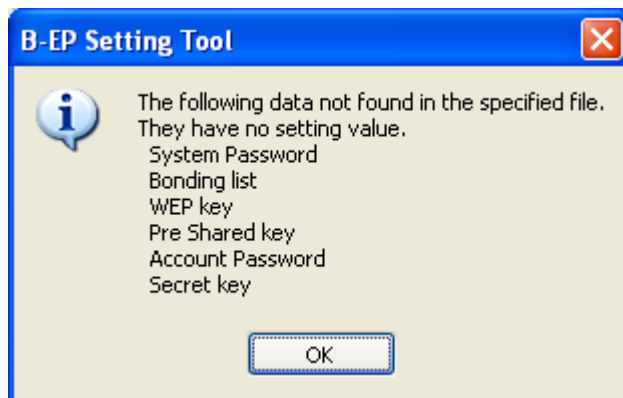 B-EP Setting Tool
The following data not found in the specified file.
They have no setting value.
System Password
Bonding list
WEP key
Pre Shared key
Account Password
Secret key
OK